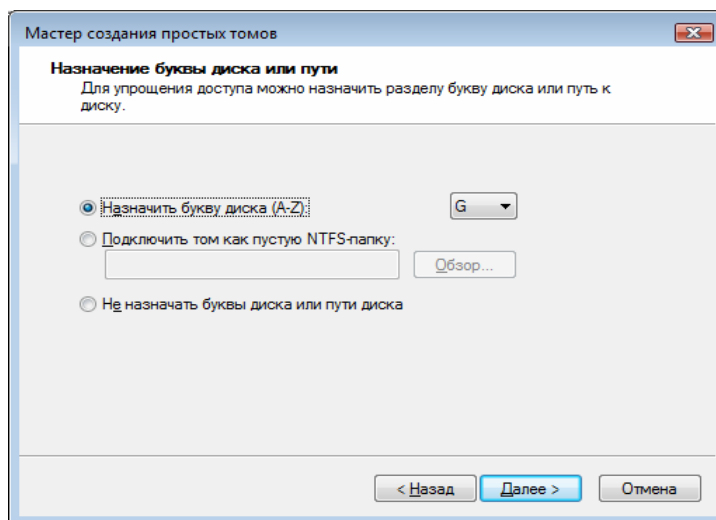 Мастер создания простых томов
Назначение буквы диска или пути
Для упрощения доступа можно назначить разделу букву диска или путь к
диску.
Назначить букву диска (A-Z):
G
Подключить том как пустую NTFS-папку:
Обзор...
Не назначать буквы диска или пути диска
< Назад
Далее >
Отмена